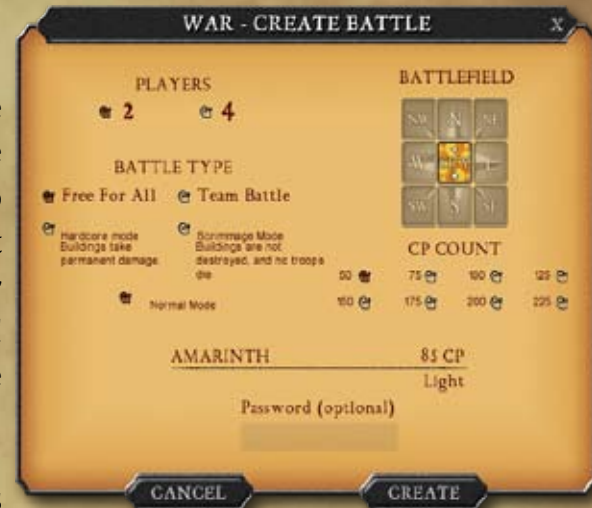 WAR - CREATE BATTLE X
PLAYERS
2 4
BATTLEFIELD
NW N NE
W E
SW S SE
BATTLE TYPE
Free For All Team Battle
Hardcore mode
Buildings take
permanent damage.
Scrimmage Mode
Buildings are not
destroyed, and no troops
die
Normal Mode
CP COUNT
50 75 100 125
150 175 200 225
AMARINTH 85 CP
Light
Password (optional)
CANCEL CREATE